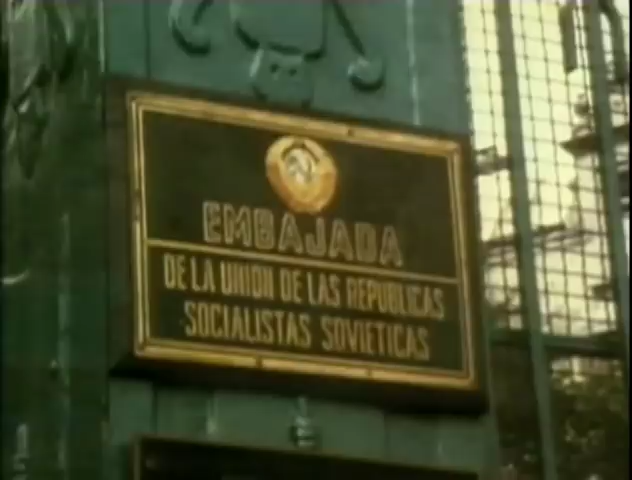 EMBAJADA
DE LA UNION DE LAS REPUBLICAS
SOCIALISTAS SOVIETICAS